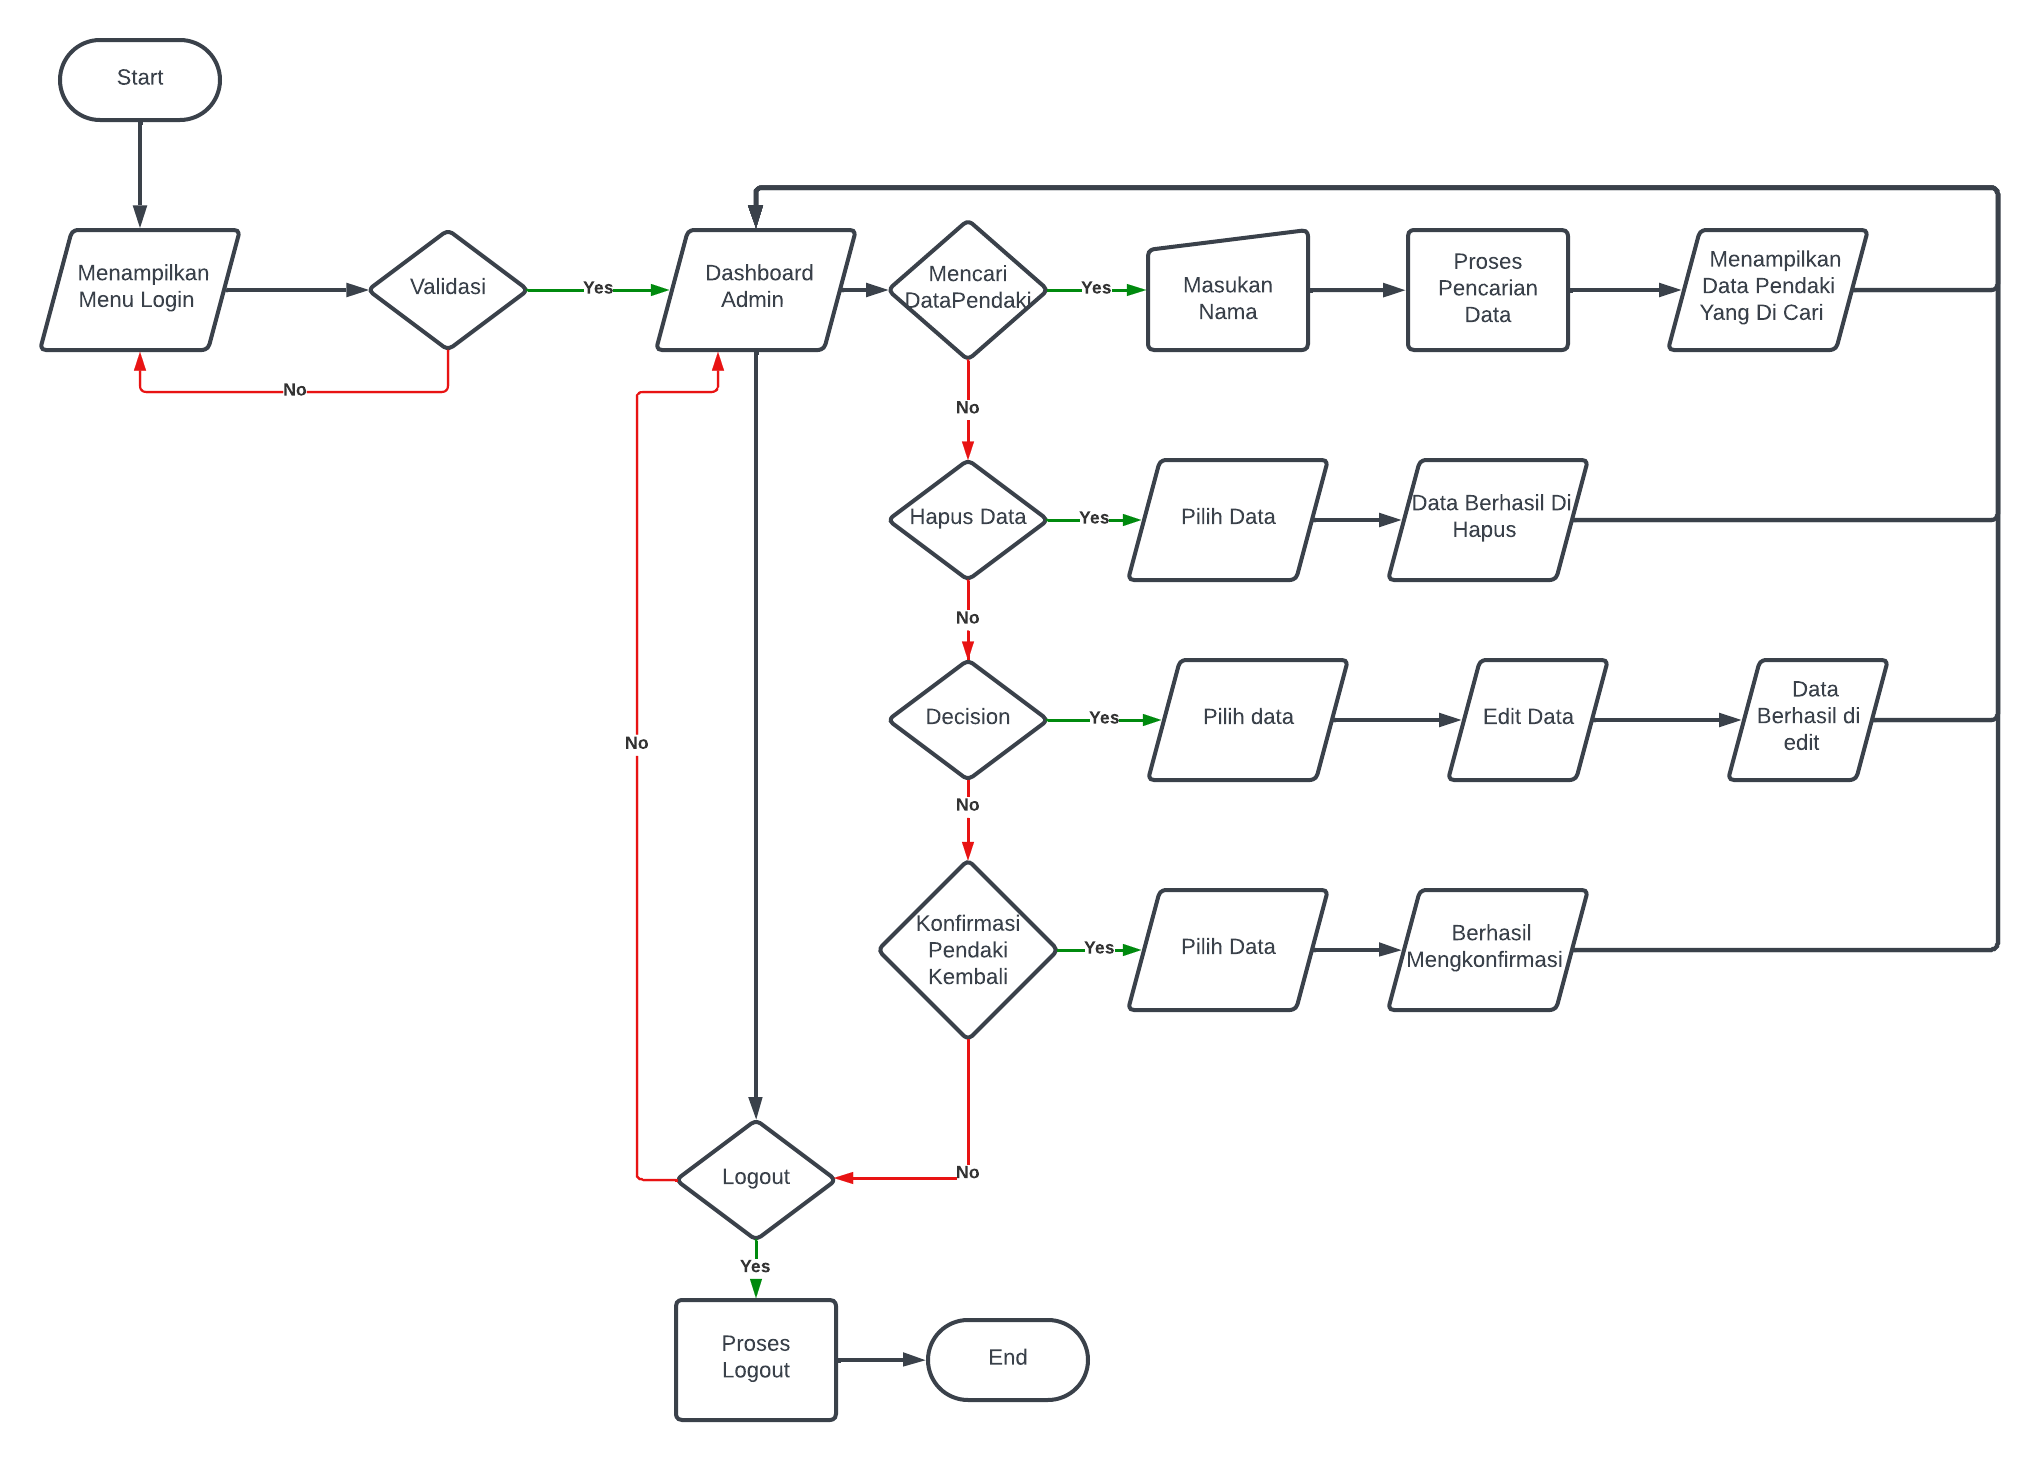 Start
Menampilkan
Menu Login
Validasi
Yes
No
Dashboard
Admin
Mencari
DataPendaki
Yes
Masukan
Nama
Proses
Pencarian
Data
Menampilkan
Data Pendaki
Yang Di Cari
No
Hapus Data
Yes
Pilih Data
Data Berhasil Di
Hapus
No
Decision
Yes
Pilih data
Edit Data
Data
Berhasil di
edit
No
No
Konfirmasi
Pendaki
Kembali
Yes
Pilih Data
Berhasil
Mengkonfirmasi
No
Logout
Yes
Proses
Logout
End